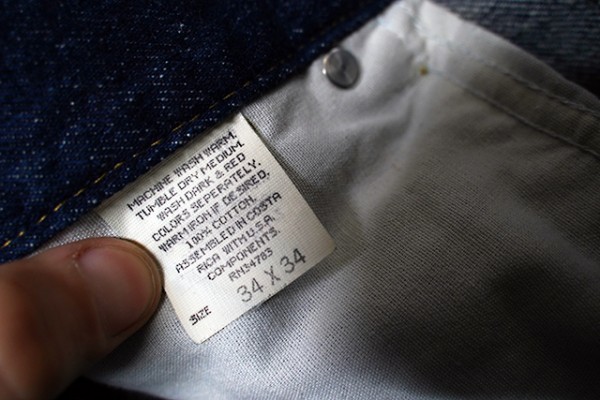 MACHINE WASH WARM.
TUMBLE DRY MEDIUM.
WASH DARK & RED
COLORS SEPERATELY.
WARM IRON IF DESIRED.
100% COTTON.
ASSEMBLED IN COSTA
RICA WITH U.S.A.
COMPONENTS.
RN34783
34 X 34
SIZE